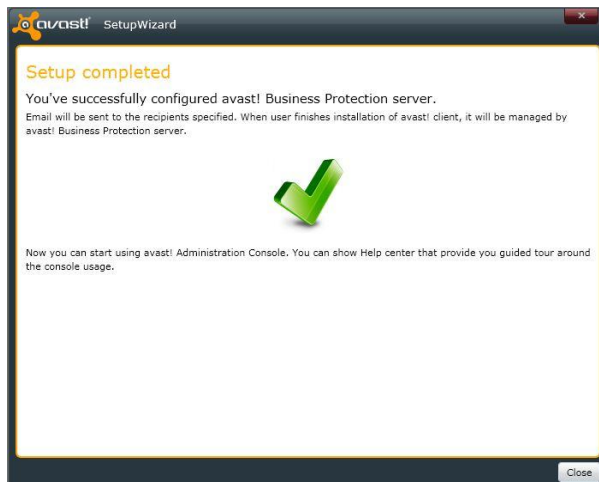 avast! SetupWizard
Setup completed
You've successfully configured avast! Business Protection server.
Email will be sent to the recipients specified. When user finishes installation of avast! client, it will be managed by
avast! Business Protection server.
Now you can start using avast! Administration Console. You can show Help center that provide you guided tour around
the console usage.
Close